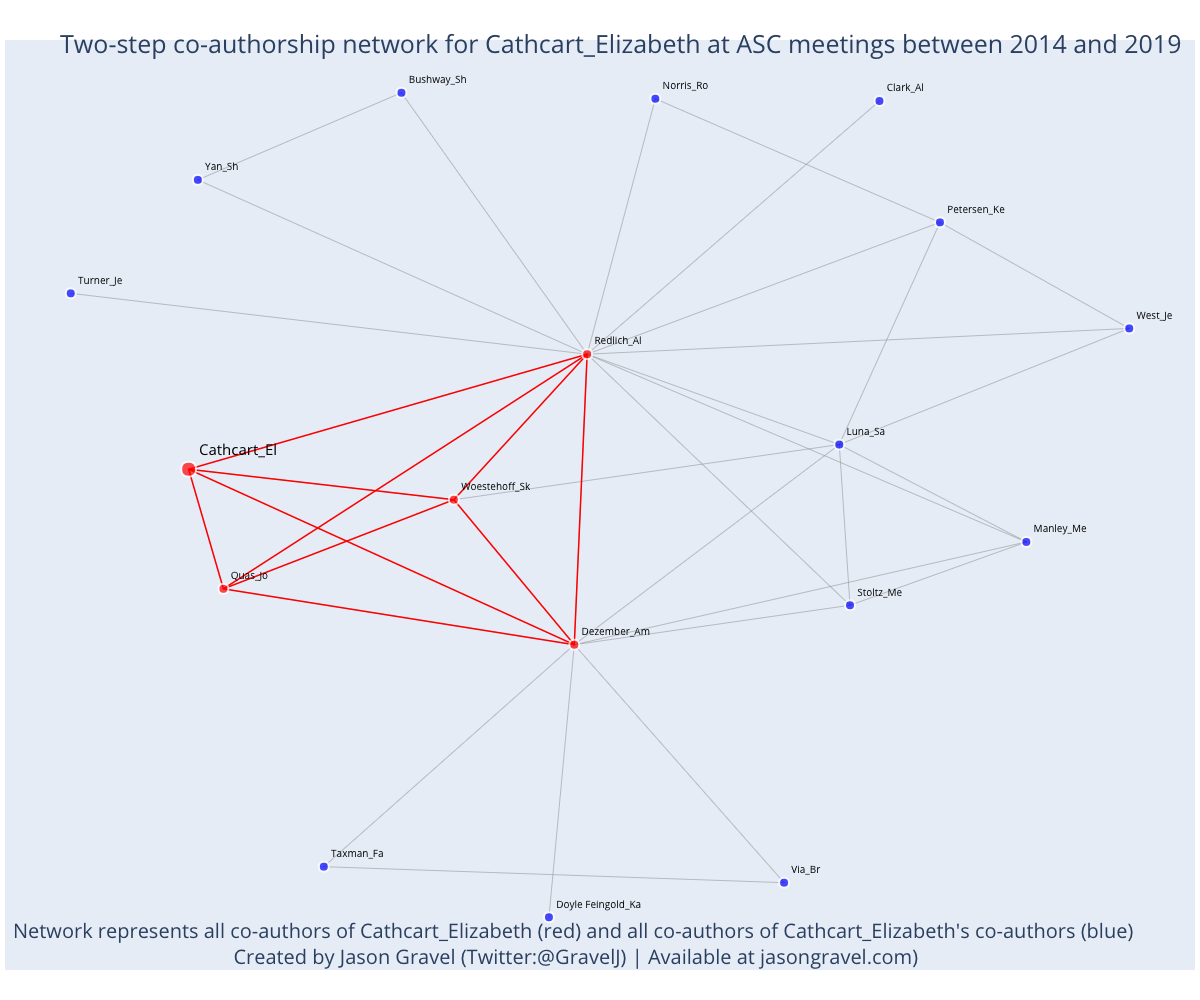 Two-step co-authorship network for Cathcart_Elizabeth at ASC meetings between 2014 and 2019
Bushway_Sh
Norris_Ro
Clark_Al
Yan_Sh
Petersen_Ke
Turner_Je
West_Je
Redlich_Al
Luna_Sa
Cathcart_El
Woestehoff_Sk
Manley_Me
Quas_Jo
Stoltz_Me
Dezember_Am
Taxman_Fa
Via_Br
Doyle Feingold_Ka
Network represents all co-authors of Cathcart_Elizabeth (red) and all co-authors of Cathcart_Elizabeth's co-authors (blue)
Created by Jason Gravel (Twitter:@GravelJ) | Available at jasongravel.com)